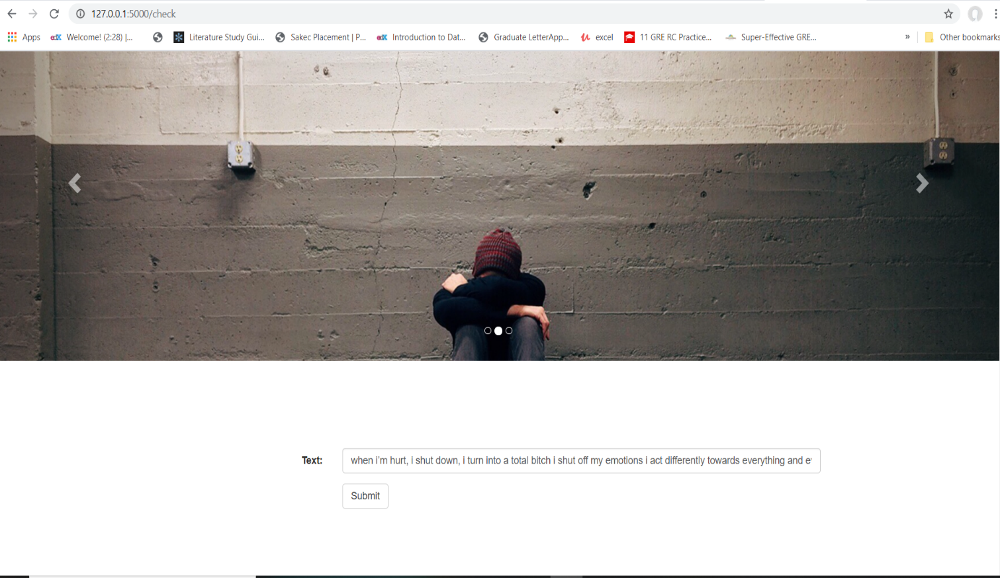 127.0.0.1:5000/check
Apps edX Welcome! (2:28) |... Literature Study Gui... Sakec Placement | P... edX Introduction to Dat... Graduate LetterApp... excel 11 GRE RC Practice... Super-Effective GRE... » Other bookmarks
Text: when i'm hurt, i shut down, i turn into a total bitch i shut off my emotions i act differently towards everything and e
Submit